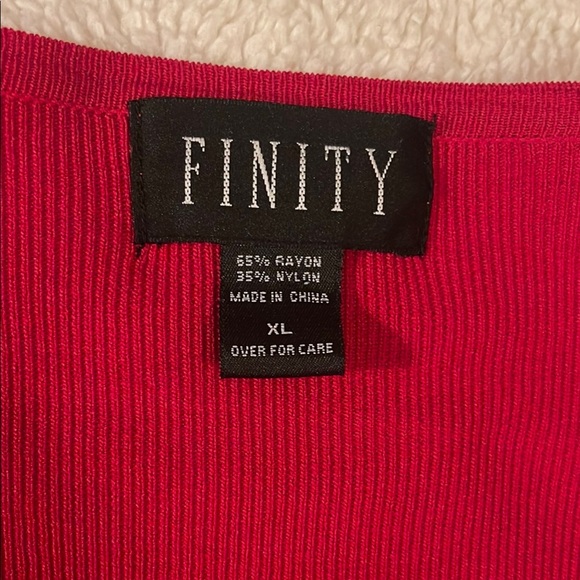 FINITY
65% RAYON
35% NYLON
MADE IN CHINA
XL
OVER FOR CARE